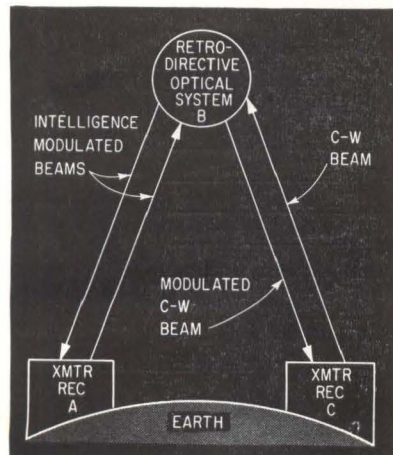 RETRO-
DIRECTIVE
OPTICAL
SYSTEM
B
INTELLIGENCE
MODULATED
BEAMS
C-W
BEAM
MODULATED
C-W
BEAM
XMTR
REC
A
XMTR
REC
C
EARTH